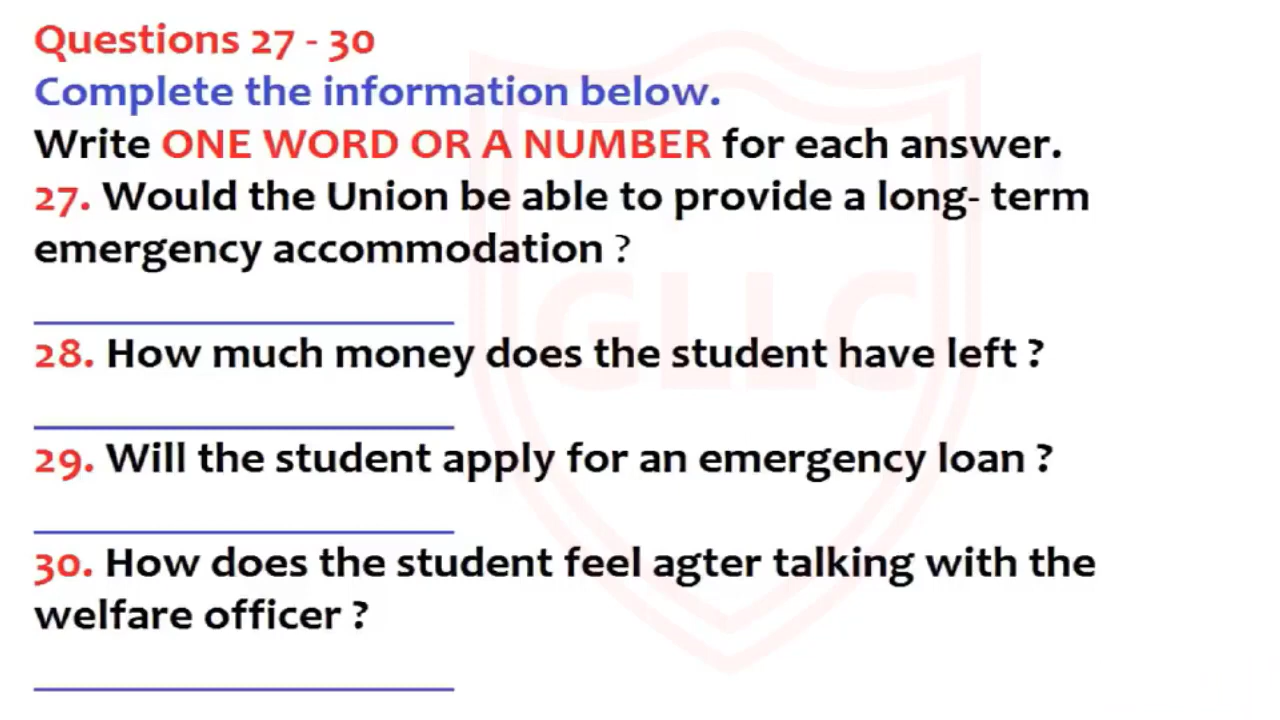 Questions 27 - 30
Complete the information below.
Write ONE WORD OR A NUMBER for each answer.
27. Would the Union be able to provide a long- term
emergency accommodation ?
28. How much money does the student have left ?
29. Will the student apply for an emergency loan ?
30. How does the student feel agter talking with the
welfare officer ?
GLLC